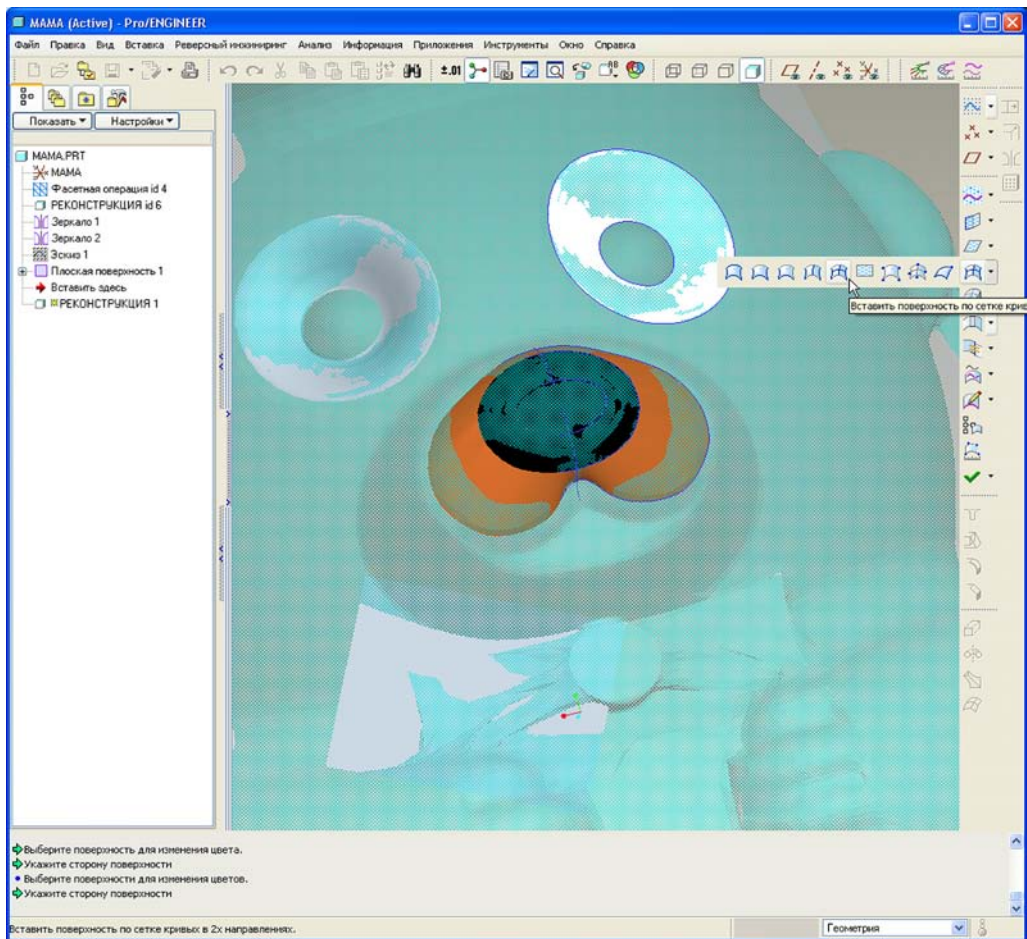 MAMA (Active) - Pro/ENGINEER
Файл Правка Вид Вставка Реверсный инжиниринг Анализ Информация Приложения Инструменты Окно Справка
±.01
Показать Настройки
MAMA.PRT
MAMA
Фасетная операция id 4
РЕКОНСТРУКЦИЯ id 6
Зеркало 1
Зеркало 2
Эскиз 1
Плоская поверхность 1
Вставить здесь
РЕКОНСТРУКЦИЯ 1
Вставить поверхность по сетке крив
Выберите поверхность для изменения цвета.
Укажите сторону поверхности
Выберите поверхности для изменения цветов.
Укажите сторону поверхности
Вставить поверхность по сетке кривых в 2х направлениях.
Геометрия